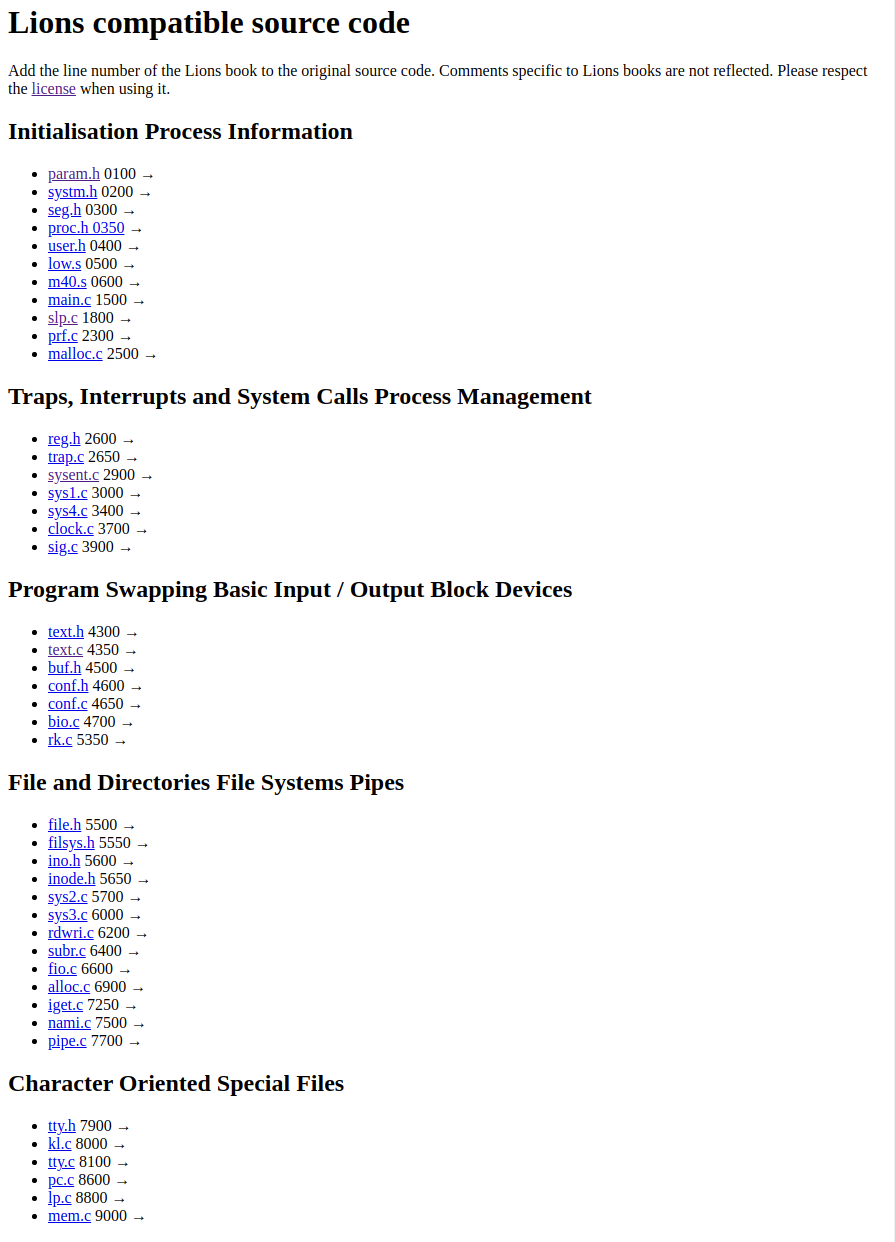 Lions compatible source code
Add the line number of the Lions book to the original source code. Comments specific to Lions books are not reflected. Please respect
the license when using it.
Initialisation Process Information
• param.h 0100 →
• systm.h 0200 →
• seg.h 0300 →
• proc.h 0350 →
• user.h 0400 →
• low.s 0500 →
• m40.s 0600 →
• main.c 1500 →
• slp.c 1800 →
• prf.c 2300 →
• malloc.c 2500 →
Traps, Interrupts and System Calls Process Management
• reg.h 2600 →
• trap.c 2650 →
• sysent.c 2900 →
• sys1.c 3000 →
• sys4.c 3400 →
• clock.c 3700 →
• sig.c 3900 →
Program Swapping Basic Input / Output Block Devices
• text.h 4300 →
• text.c 4350 →
• buf.h 4500 →
• conf.h 4600 →
• conf.c 4650 →
• bio.c 4700 →
• rk.c 5350 →
File and Directories File Systems Pipes
• file.h 5500 →
• filsys.h 5550 →
• ino.h 5600 →
• inode.h 5650 →
• sys2.c 5700 →
• sys3.c 6000 →
• rdwri.c 6200 →
• subr.c 6400 →
• fio.c 6600 →
• alloc.c 6900 →
• iget.c 7250 →
• nami.c 7500 →
• pipe.c 7700 →
Character Oriented Special Files
• tty.h 7900 →
• kl.c 8000 →
• tty.c 8100 →
• pc.c 8600 →
• lp.c 8800 →
• mem.c 9000 →